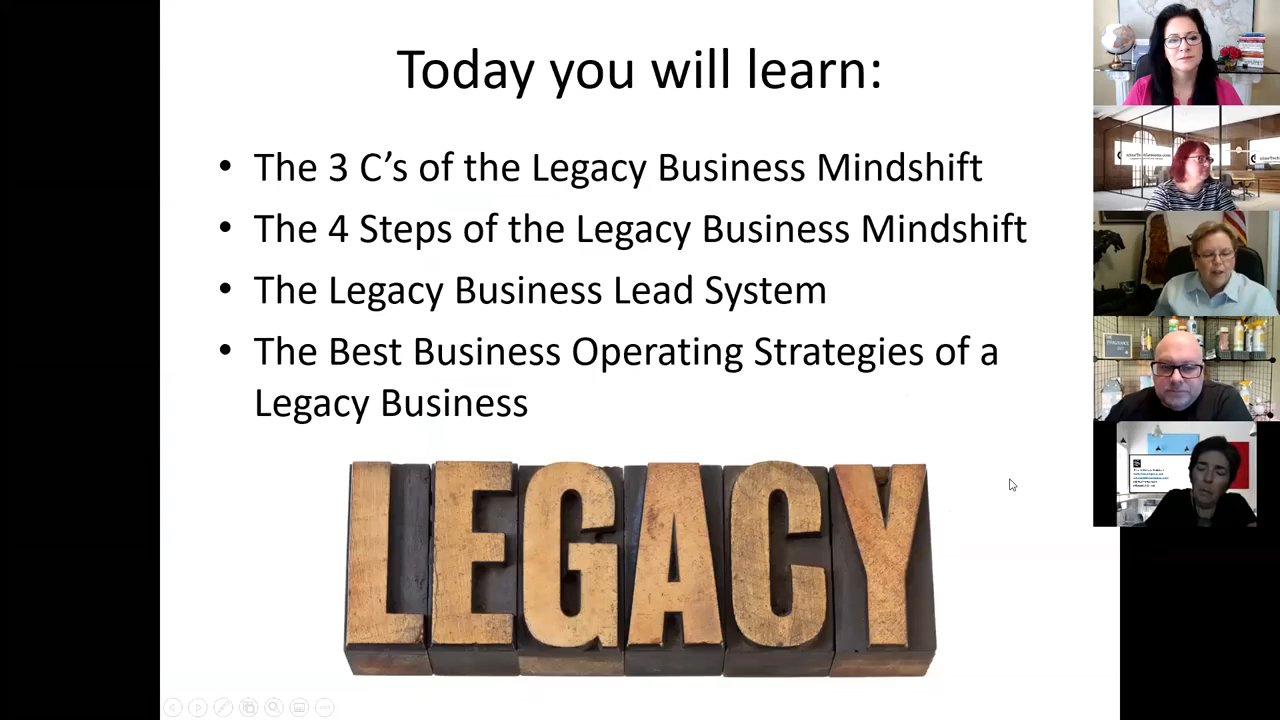 Today you will learn:
• The 3 C’s of the Legacy Business Mindshift
• The 4 Steps of the Legacy Business Mindshift
• The Legacy Business Lead System
• The Best Business Operating Strategies of a
Legacy Business
LEGACY